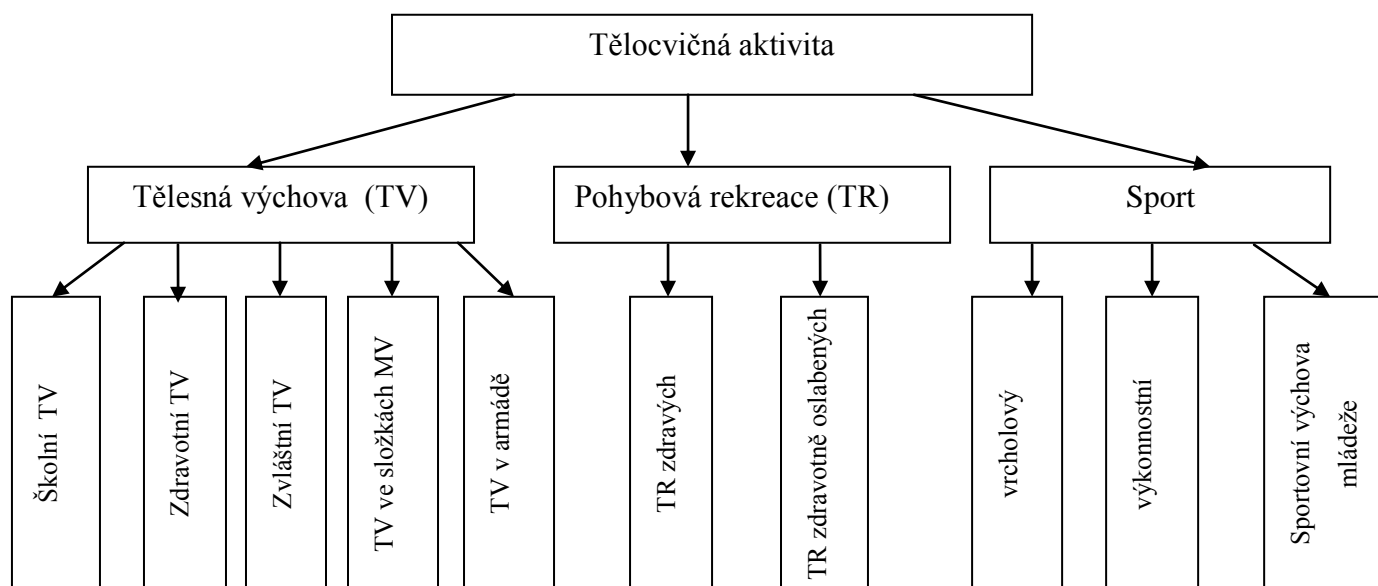 Tělocvičná aktivita
Tělesná výchova (TV)
Pohybová rekreace (TR)
Sport
Školní TV
Zdravotní TV
Zvláštní TV
TV ve složkách MV
TV v armádě
TR zdravých
TR zdravotně oslabených
vrcholový
výkonnostní
Sportovní výchova
mládeže